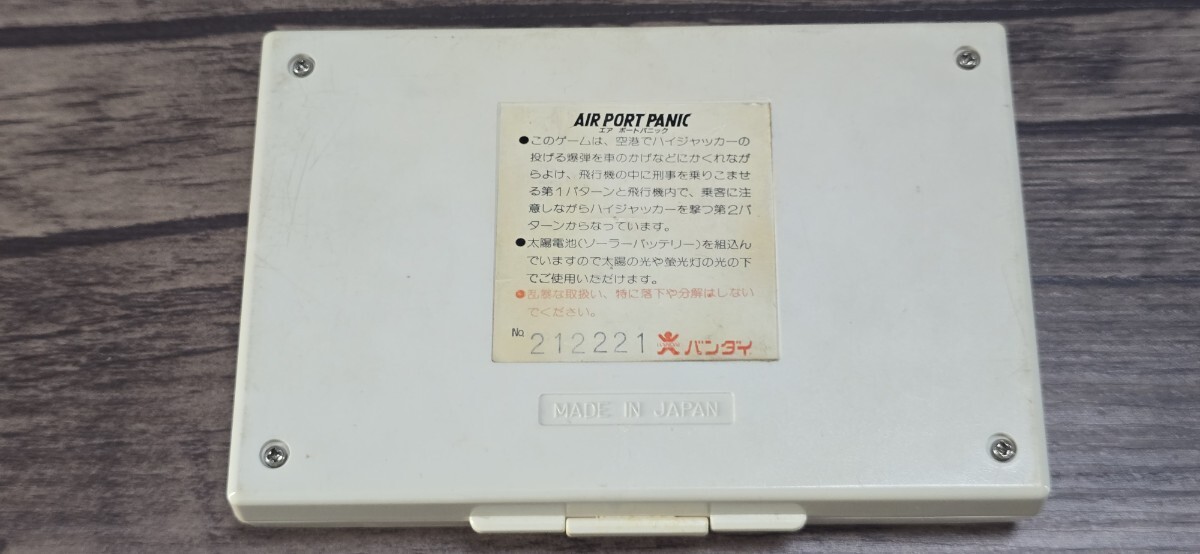 AIR PORT PANIC
エア ポートパニック
●このゲームは、空港でハイジャッカーの
投げる爆弾を車のかげなどにかくれなが
らよけ、飛行機の中に刑事を乗りこませ
る第1パターンと飛行機内で、乗客に注
意しながらハイジャッカーを撃つ第2パ
ターンからなっています。
●太陽電池(ソーラーバッテリー)を組込ん
でいますので太陽の光や螢光灯の光の下
でご使用いただけます。
●乱暴な取扱い、特に落下や分解はしない
でください。
No. 212221 バンダイ
MADE IN JAPAN